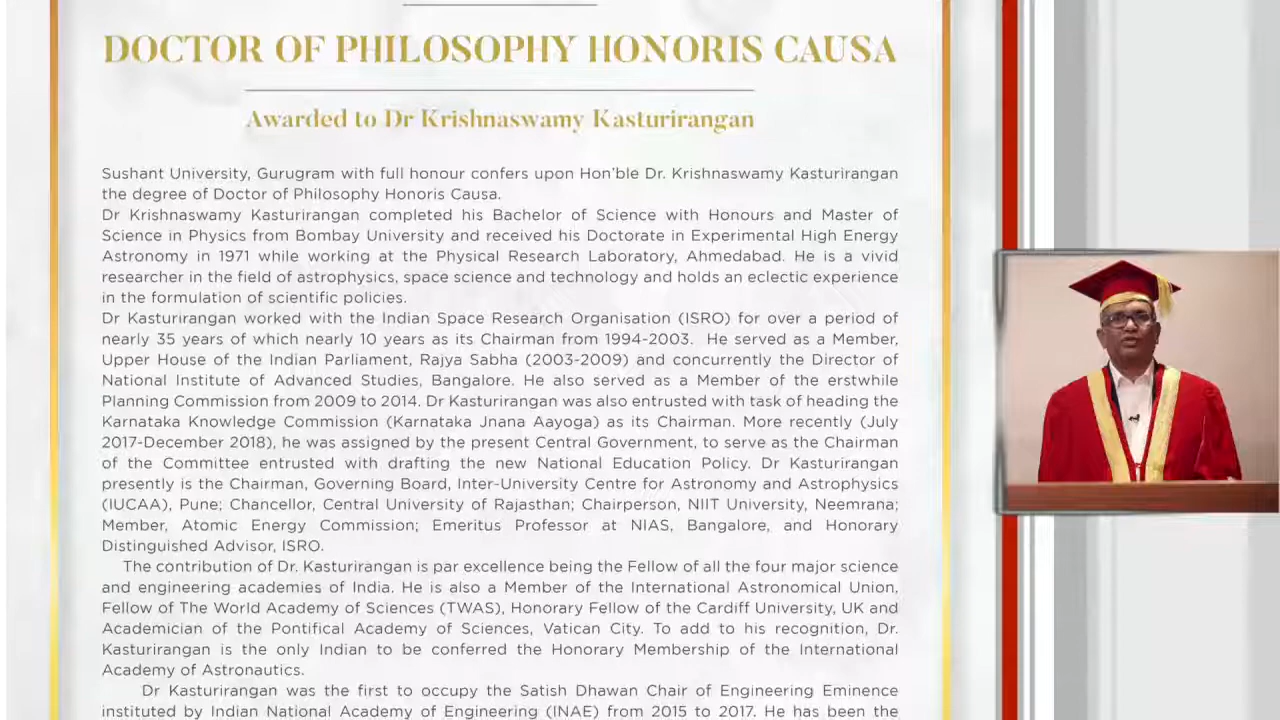 DOCTOR OF PHILOSOPHY HONORIS CAUSA
Awarded to Dr Krishnaswamy Kasturirangan
Sushant University, Gurugram with full honour confers upon Hon'ble Dr. Krishnaswamy Kasturirangan
the degree of Doctor of Philosophy Honoris Causa.
Dr Krishnaswamy Kasturirangan completed his Bachelor of Science with Honours and Master of
Science in Physics from Bombay University and received his Doctorate in Experimental High Energy
Astronomy in 1971 while working at the Physical Research Laboratory, Ahmedabad. He is a vivid
researcher in the field of astrophysics, space science and technology and holds an eclectic experience
in the formulation of scientific policies.
Dr Kasturirangan worked with the Indian Space Research Organisation (ISRO) for over a period of
nearly 35 years of which nearly 10 years as its Chairman from 1994-2003. He served as a Member,
Upper House of the Indian Parliament, Rajya Sabha (2003-2009) and concurrently the Director of
National Institute of Advanced Studies, Bangalore. He also served as a Member of the erstwhile
Planning Commission from 2009 to 2014. Dr Kasturirangan was also entrusted with task of heading the
Karnataka Knowledge Commission (Karnataka Jnana Aayoga) as its Chairman. More recently (July
2017-December 2018), he was assigned by the present Central Government, to serve as the Chairman
of the Committee entrusted with drafting the new National Education Policy. Dr Kasturirangan
presently is the Chairman, Governing Board, Inter-University Centre for Astronomy and Astrophysics
(IUCAA), Pune; Chancellor, Central University of Rajasthan; Chairperson, NIIT University, Neemrana;
Member, Atomic Energy Commission; Emeritus Professor at NIAS, Bangalore, and Honorary
Distinguished Advisor, ISRO.
The contribution of Dr. Kasturirangan is par excellence being the Fellow of all the four major science
and engineering academies of India. He is also a Member of the International Astronomical Union,
Fellow of The World Academy of Sciences (TWAS), Honorary Fellow of the Cardiff University, UK and
Academician of the Pontifical Academy of Sciences, Vatican City. To add to his recognition, Dr.
Kasturirangan is the only Indian to be conferred the Honorary Membership of the International
Academy of Astronautics.
Dr Kasturirangan was the first to occupy the Satish Dhawan Chair of Engineering Eminence
instituted by Indian National Academy of Engineering (INAE) from 2015 to 2017. He has been the